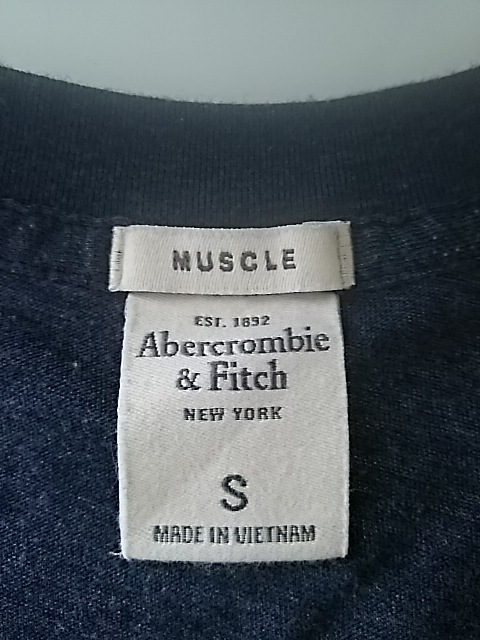 MUSCLE
EST. 1892
Abercrombie
& Fitch
NEW YORK
S
MADE IN VIETNAM